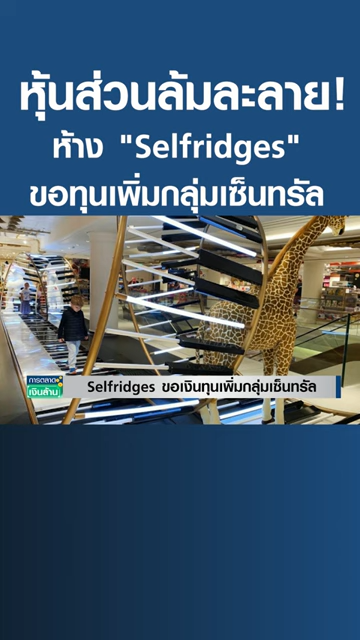 หุ้นส่วนล้มละลาย!
ห้าง "Selfridges"
ขอทุนเพิ่มกลุ่มเซ็นทรัล
การตลาด
เงินล้าน
Selfridges ขอเงินทุนเพิ่มกลุ่มเซ็นทรัล